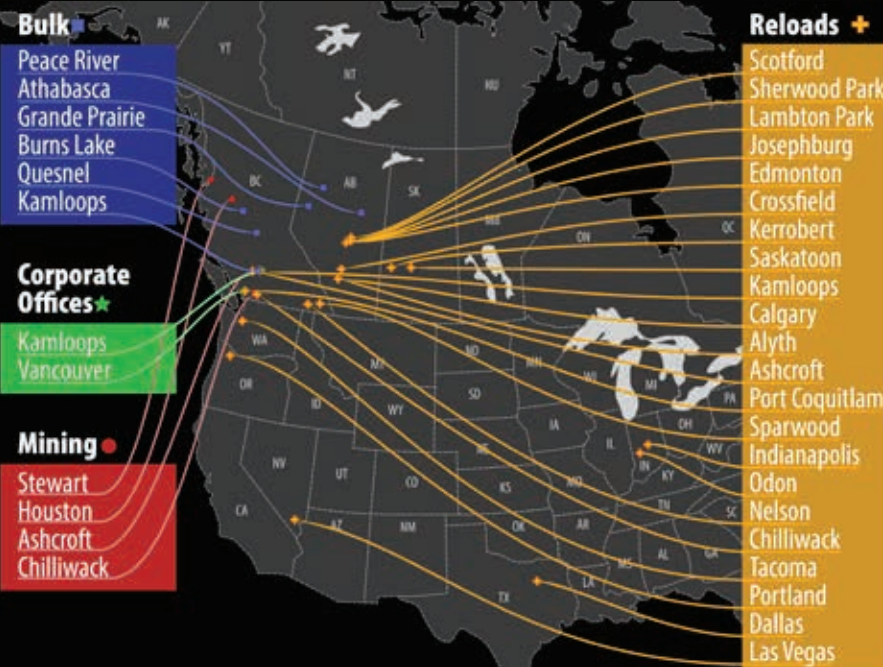 Bulk
Peace River
Athabasca
Grande Prairie
Burns Lake
Quesnel
Kamloops
Corporate
Offices
Kamloops
Vancouver
Mining
Stewart
Houston
Ashcroft
Chilliwack
AK
YT
NT
NU
BC
AB
SK
MB
ON
QC
WA
OR
ID
MT
WY
ND
SD
MN
WI
MI
PA
NE
IA
IL
IN
OH
WV
KY
NV
UT
CO
KS
MO
TN
SC
CA
AZ
NM
OK
AR
MS
AL
GA
TX
LA
Reloads
Scotford
Sherwood Park
Lambton Park
Josephburg
Edmonton
Crossfield
Kerrobert
Saskatoon
Kamloops
Calgary
Alyth
Ashcroft
Port Coquitlam
Sparwood
Indianapolis
Odon
Nelson
Chilliwack
Tacoma
Portland
Dallas
Las Vegas